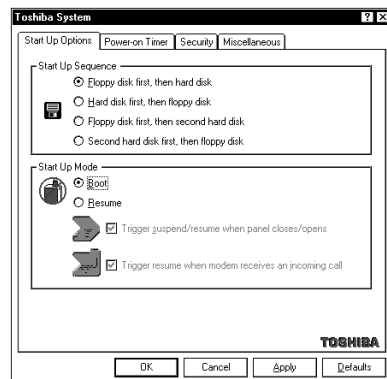 Toshiba System
Start Up Options Power-on Timer Security Miscellaneous
Start Up Sequence
Floppy disk first, then hard disk
Hard disk first, then floppy disk
Floppy disk first, then second hard disk
Second hard disk first, then floppy disk
Start Up Mode
Boot
Resume
Trigger suspend/resume when panel closes/opens
Trigger resume when modem receives an incoming call
TOSHIBA
OK Cancel Apply Defaults